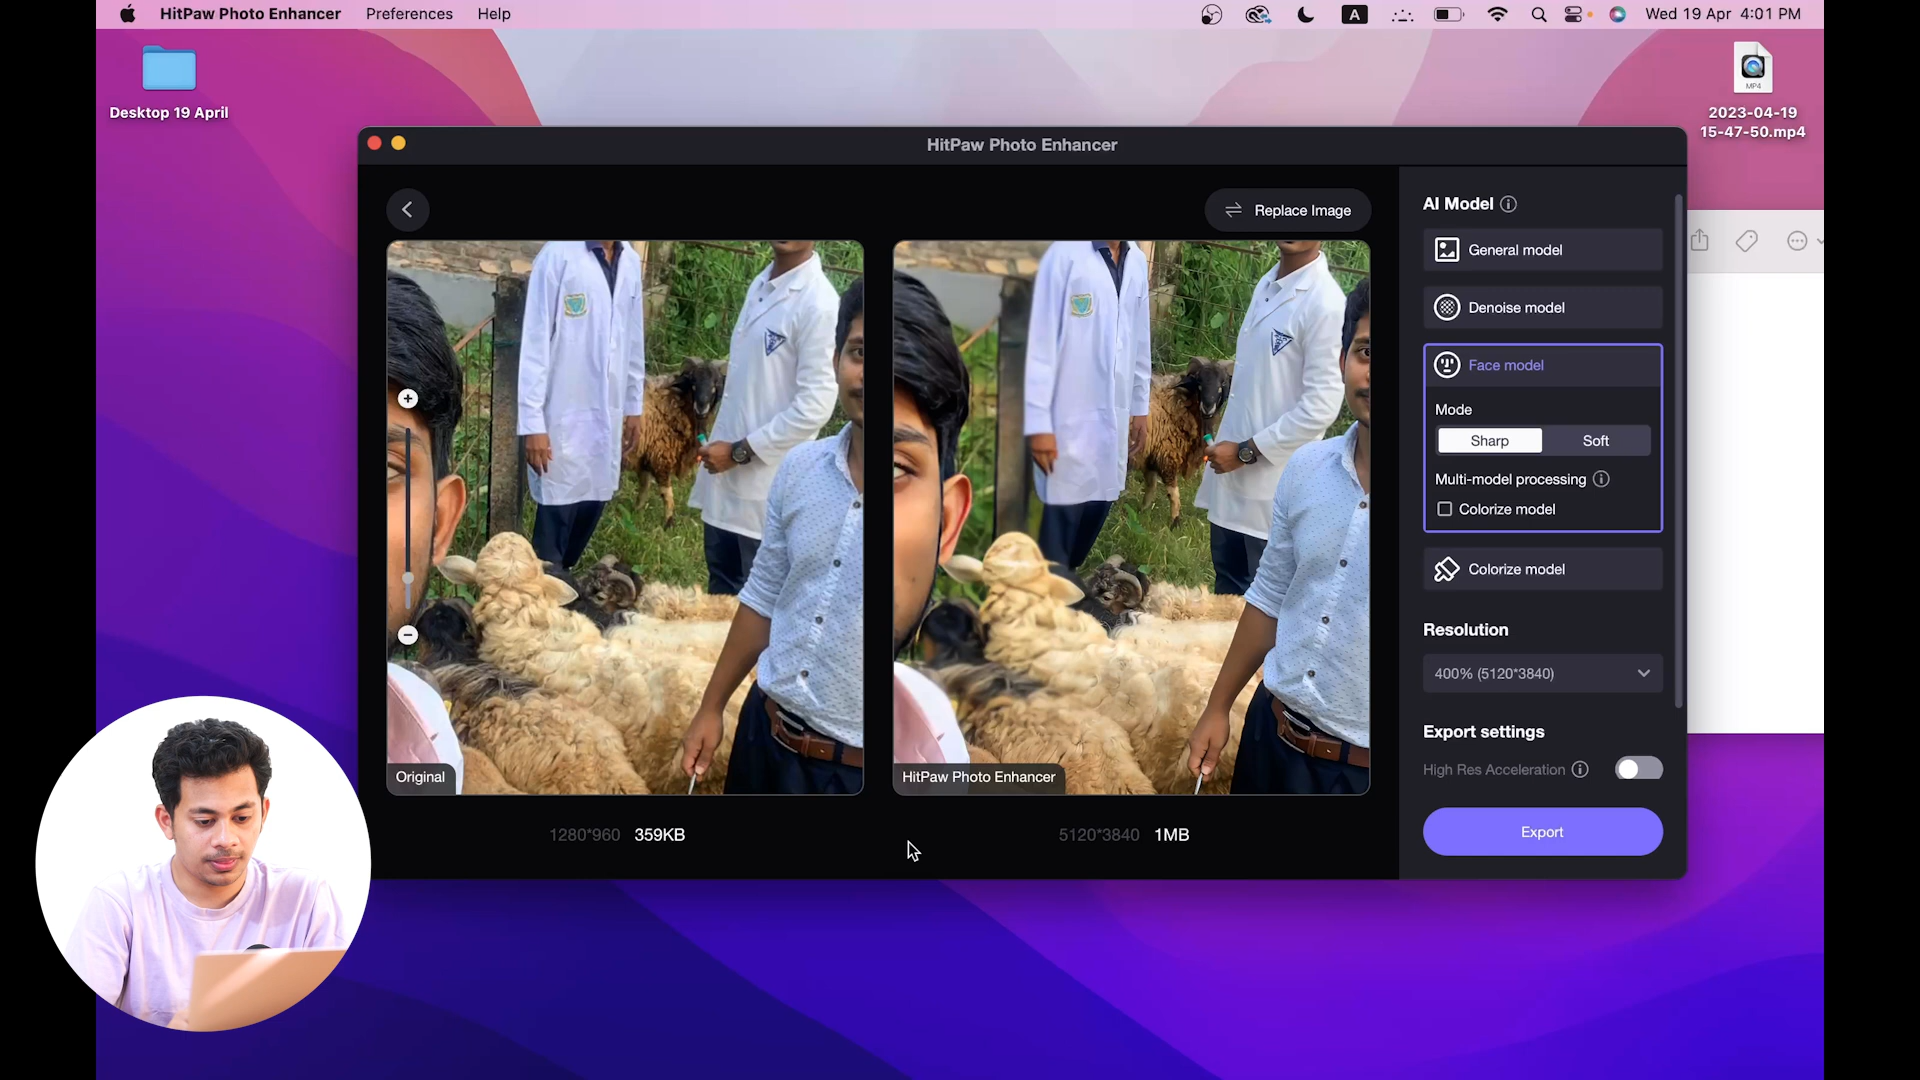 HitPaw Photo Enhancer Preferences Help
A
Wed 19 Apr 4:01 PM
Desktop 19 April
MP4
2023-04-19
15-47-50.mp4
HitPaw Photo Enhancer
Replace Image
Original
HitPaw Photo Enhancer
1280*960 359KB
5120*3840 1MB
AI Model
General model
Denoise model
Face model
Mode
Sharp Soft
Multi-model processing
Colorize model
Colorize model
Resolution
400% (5120*3840)
Export settings
High Res Acceleration
Export